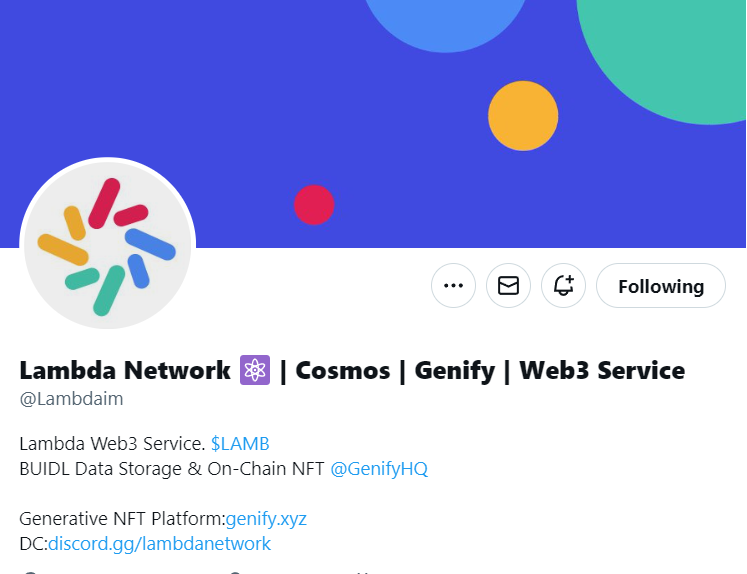 Following
Lambda Network ⚛ | Cosmos | Genify | Web3 Service
@Lambdaim
Lambda Web3 Service. $LAMB
BUIDL Data Storage & On-Chain NFT @GenifyHQ
Generative NFT Platform:genify.xyz
DC:discord.gg/lambdanetwork